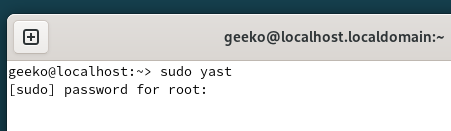 geeko@localhost.localdomain:~
geeko@localhost:~> sudo yast
[sudo] password for root: